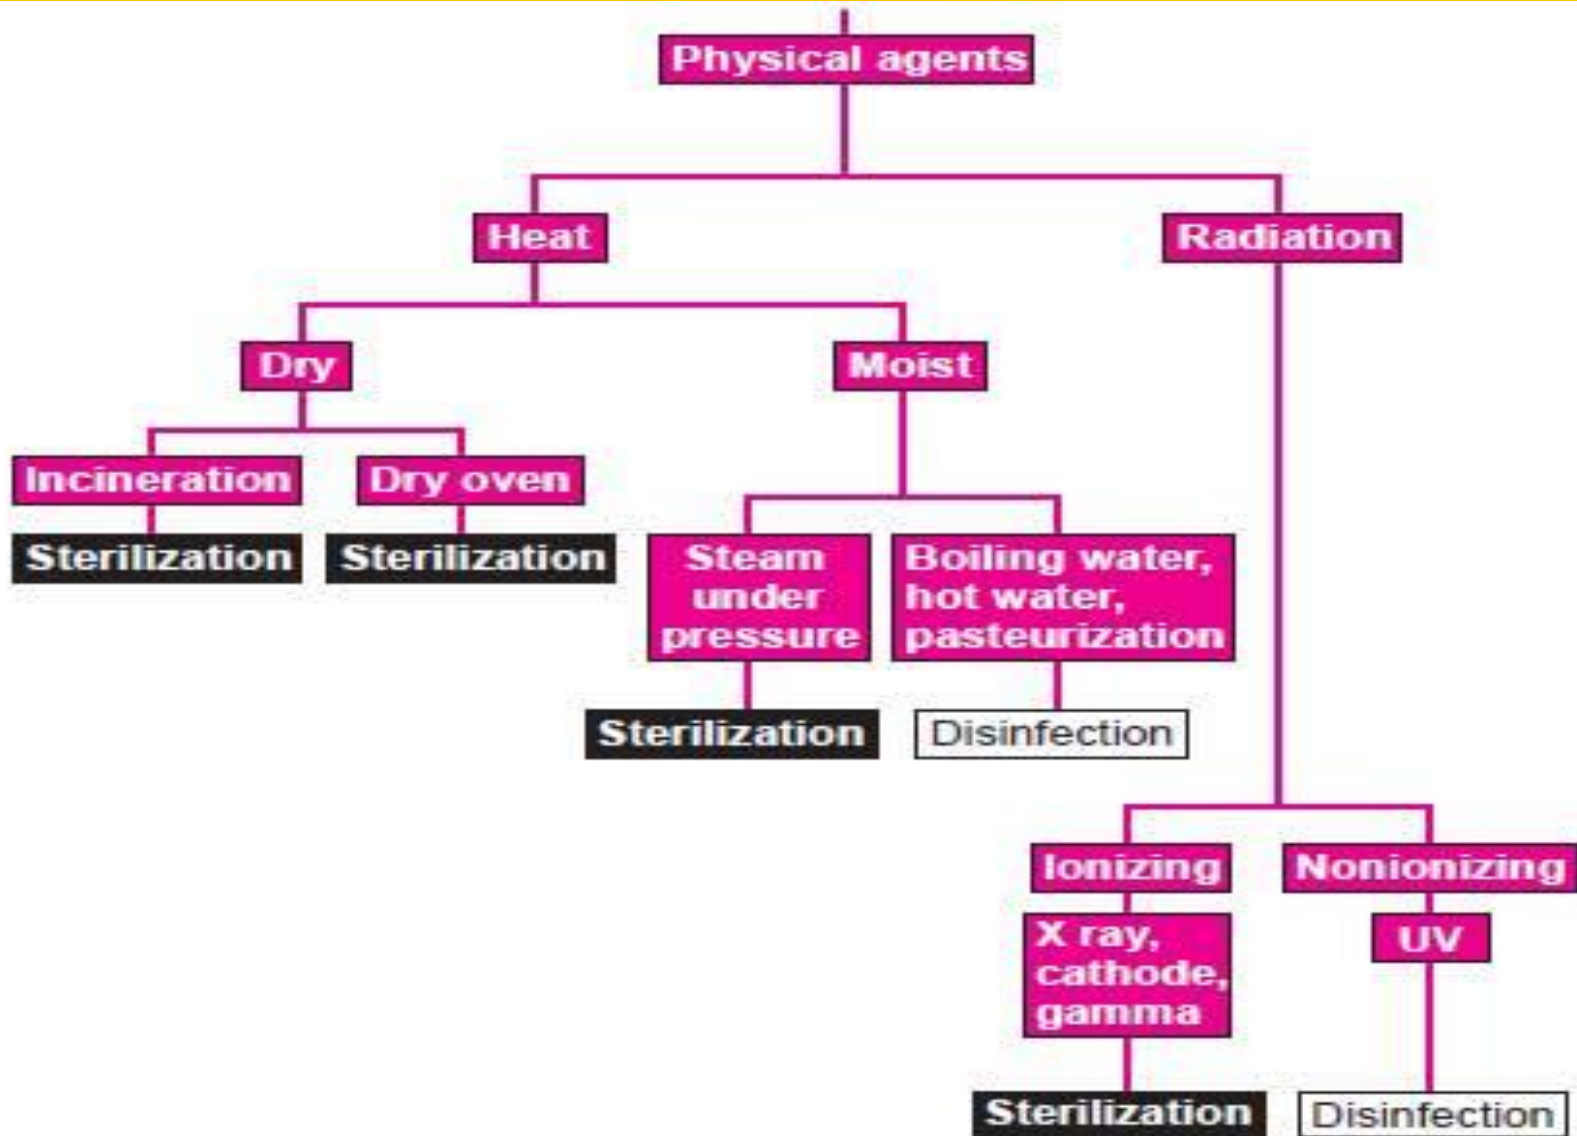 Physical agents
Heat
Radiation
Dry
Moist
Incineration
Dry oven
Sterilization
Sterilization
Steam
under
pressure
Boiling water,
hot water,
pasteurization
Sterilization
Disinfection
Ionizing
Nonionizing
X ray,
cathode,
gamma
UV
Sterilization
Disinfection